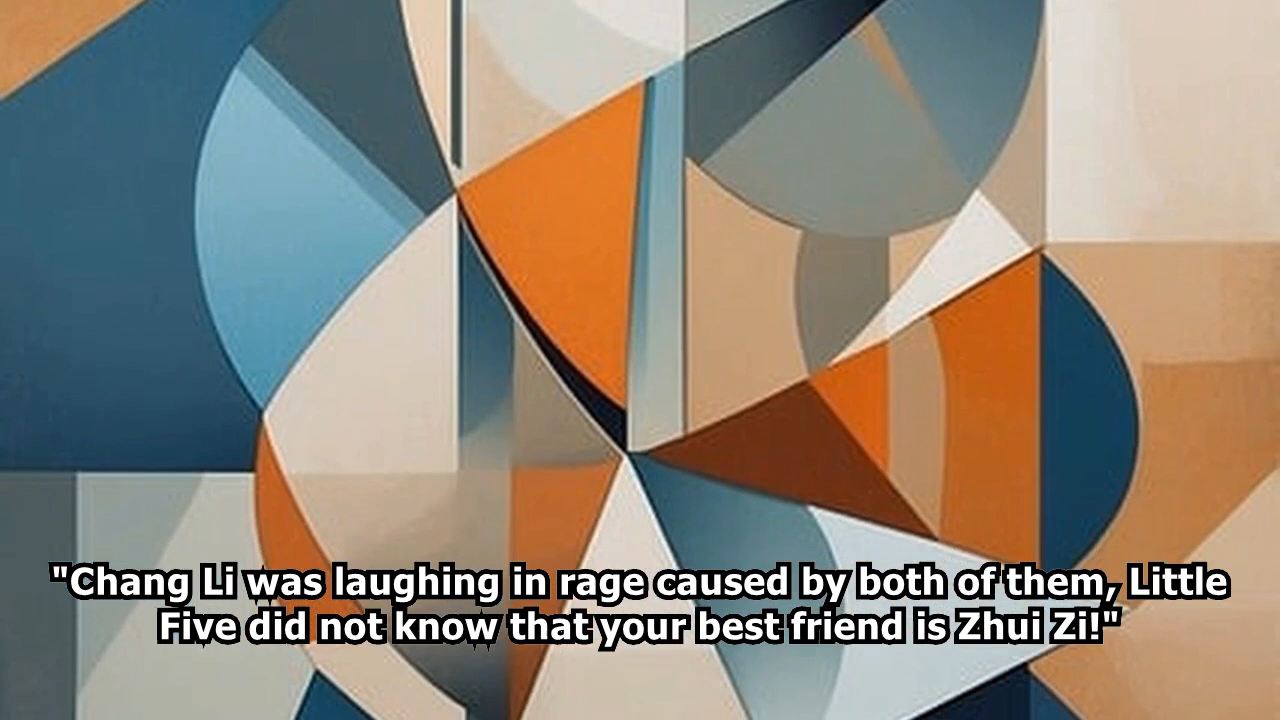 "Chang Li was laughing in rage caused by both of them, Little
Five did not know that your best friend is Zhui Zi!"